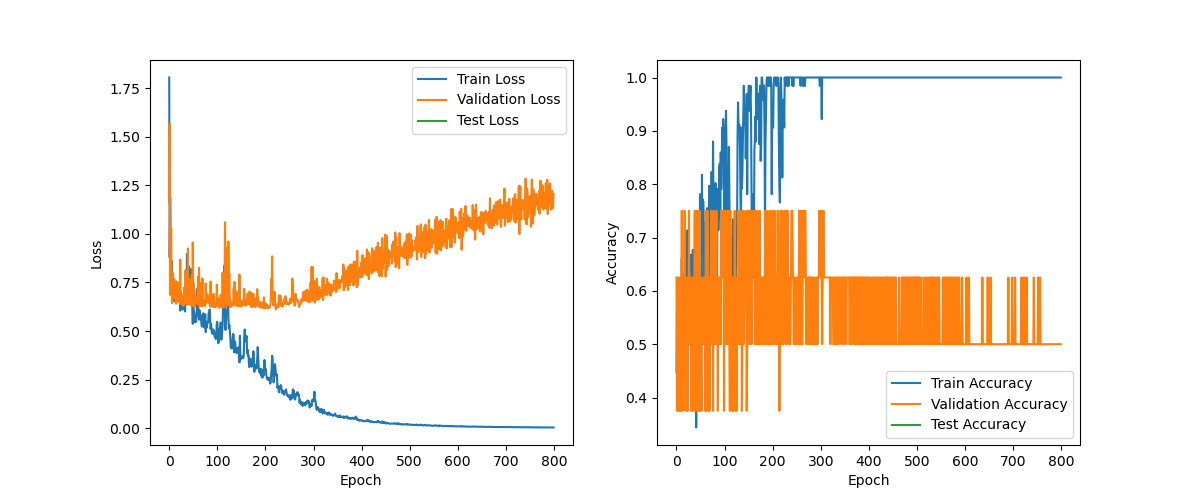 Train Loss
Validation Loss
Test Loss
1.75
1.50
1.25
1.00
0.75
0.50
0.25
0.00
Loss
0 100 200 300 400 500 600 700 800
Epoch
1.0
0.9
0.8
0.7
0.6
0.5
0.4
Accuracy
Train Accuracy
Validation Accuracy
Test Accuracy
0 100 200 300 400 500 600 700 800
Epoch